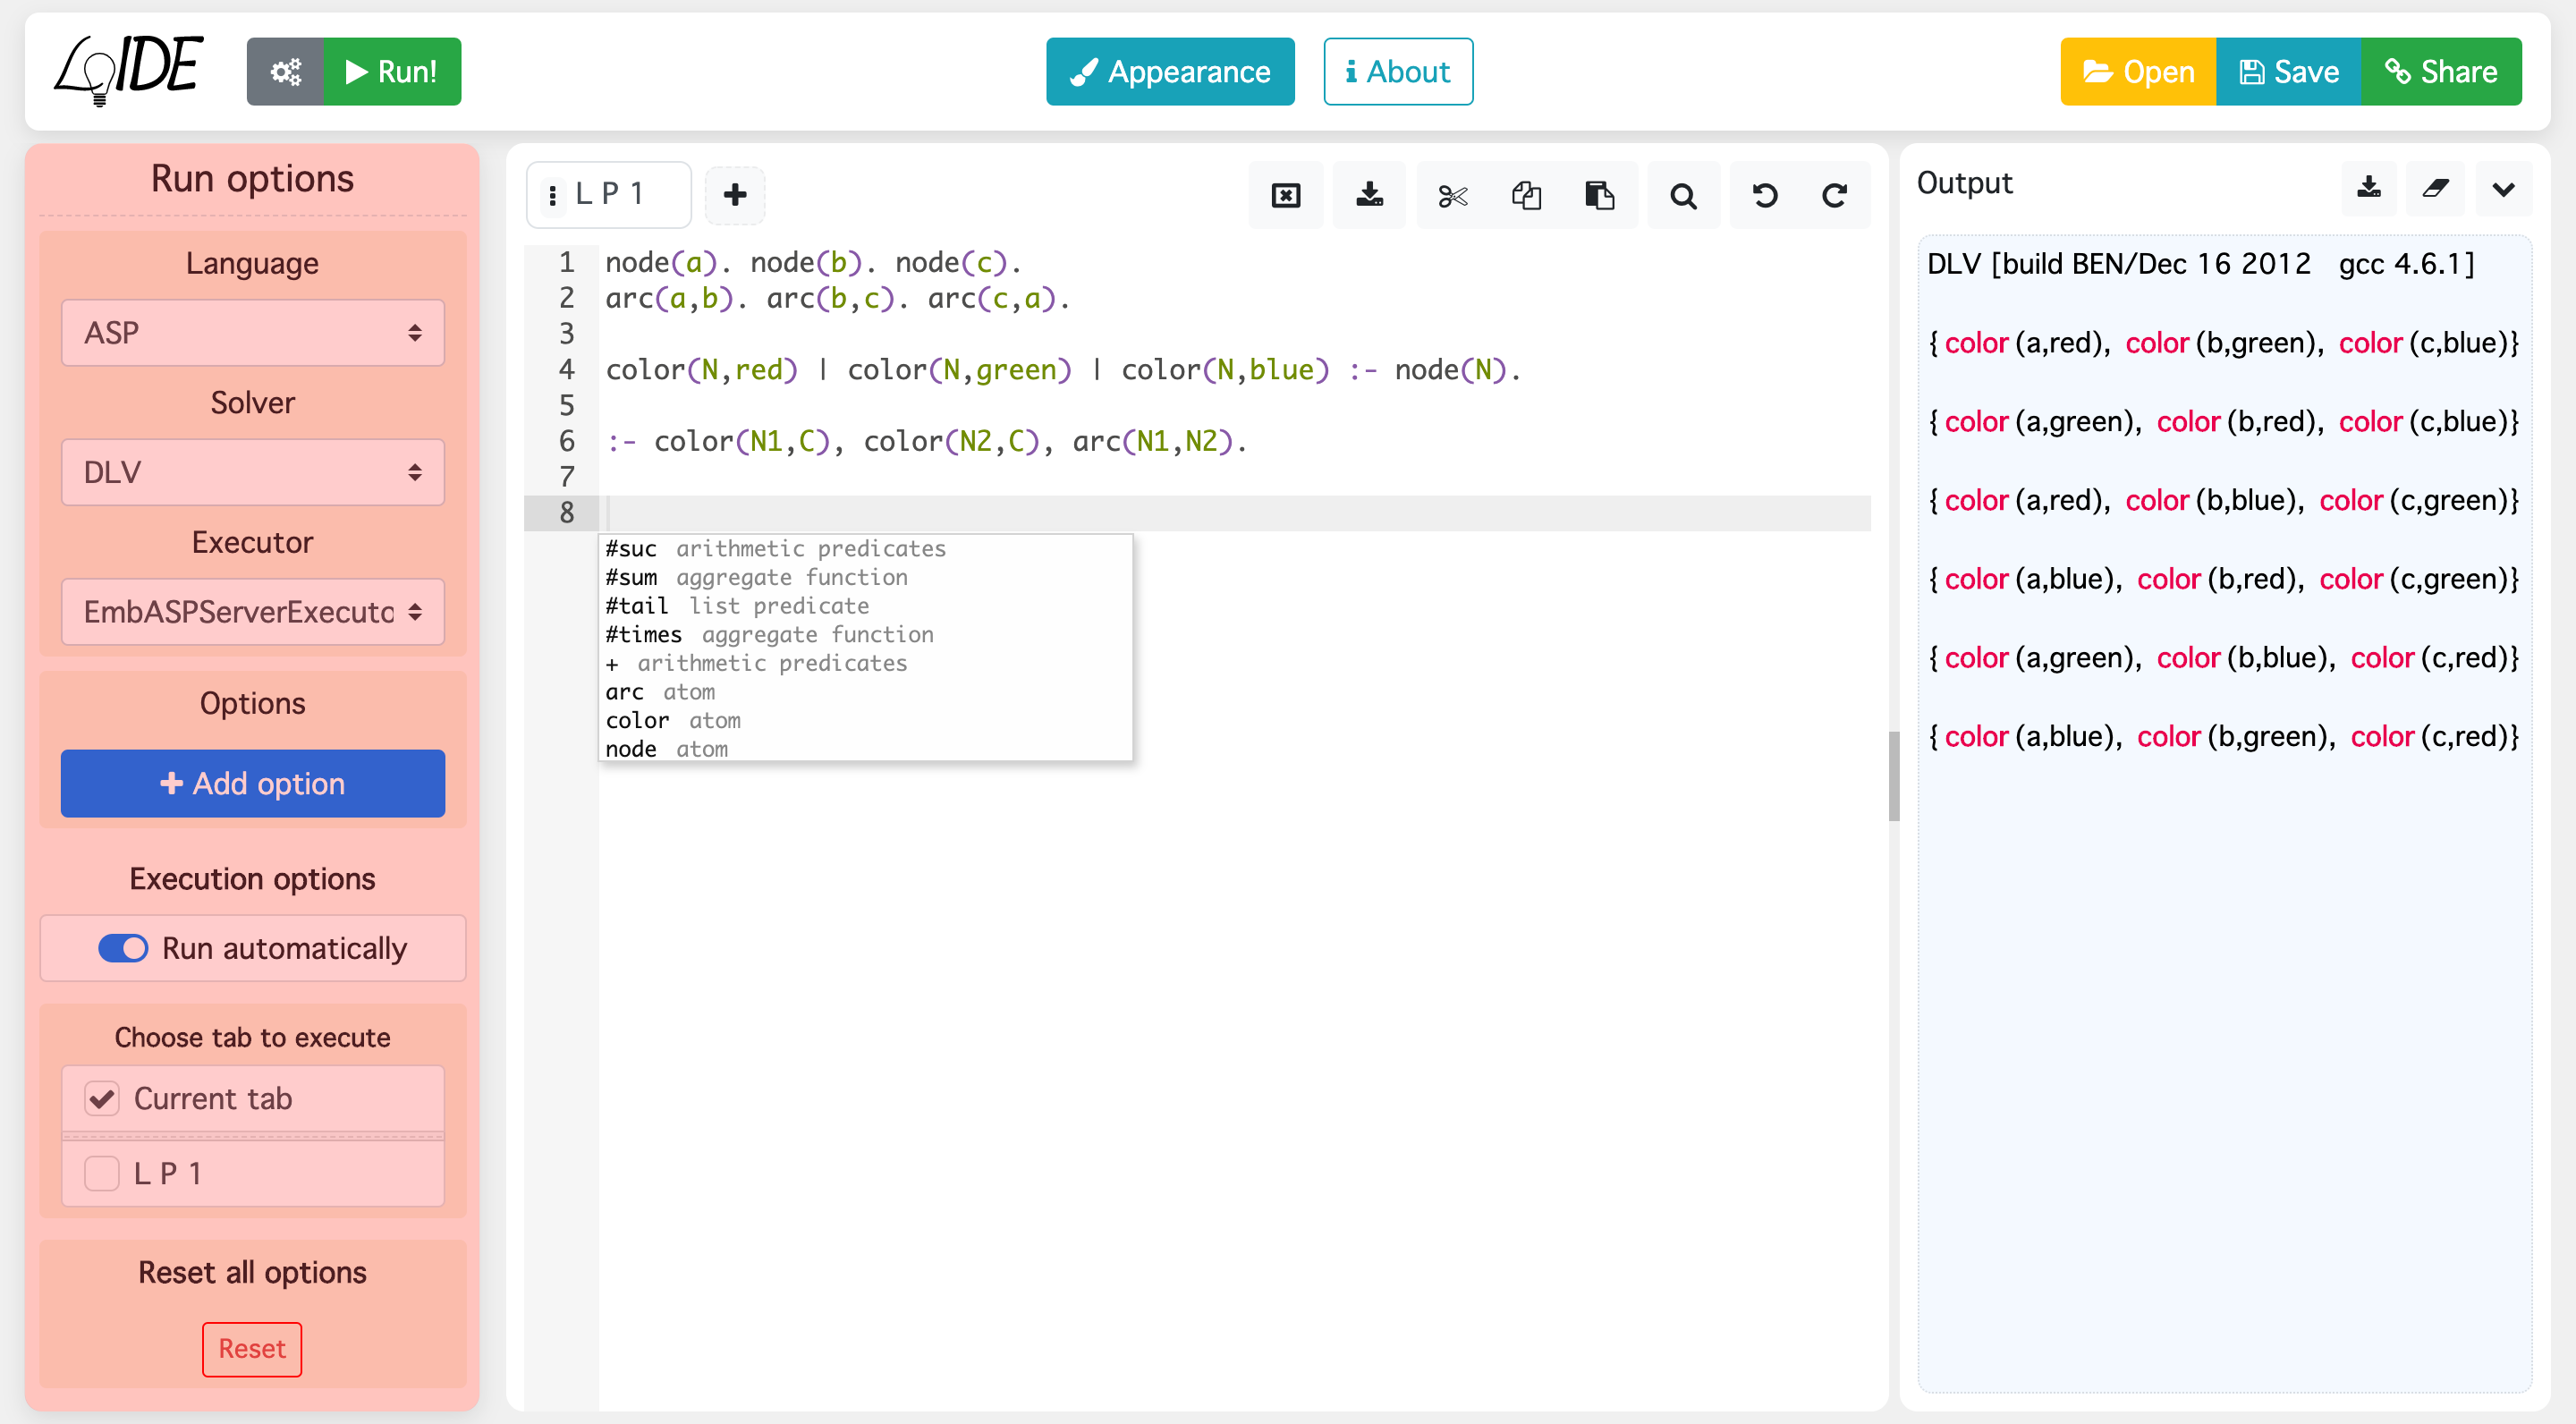 LoIDE Run! Appearance About Open Save Share
Run options
Language
ASP
Solver
DLV
Executor
EmbASPServerExecuto
Options
Add option
Execution options
Run automatically
Choose tab to execute
Current tab
L P 1
Reset all options
Reset
L P 1
1 node(a). node(b). node(c).
2 arc(a,b). arc(b,c). arc(c,a).
3
4 color(N,red) | color(N,green) | color(N,blue) :- node(N).
5
6 :- color(N1,C), color(N2,C), arc(N1,N2).
7
8
#suc arithmetic predicates
#sum aggregate function
#tail list predicate
#times aggregate function
+ arithmetic predicates
arc atom
color atom
node atom
Output
DLV [build BEN/Dec 16 2012 gcc 4.6.1]
{color(a,red), color(b,green), color(c,blue)}
{color(a,green), color(b,red), color(c,blue)}
{color(a,red), color(b,blue), color(c,green)}
{color(a,blue), color(b,red), color(c,green)}
{color(a,green), color(b,blue), color(c,red)}
{color(a,blue), color(b,green), color(c,red)}